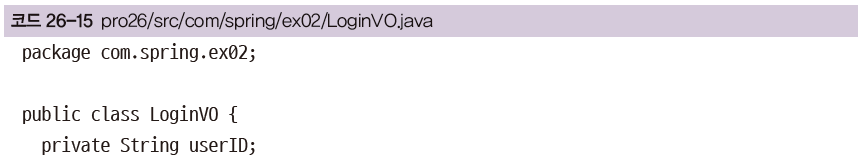 코드 26-15 pro26/src/com/spring/ex02/LoginVO.java
package com.spring.ex02;
public class LoginVO {
private String userID;